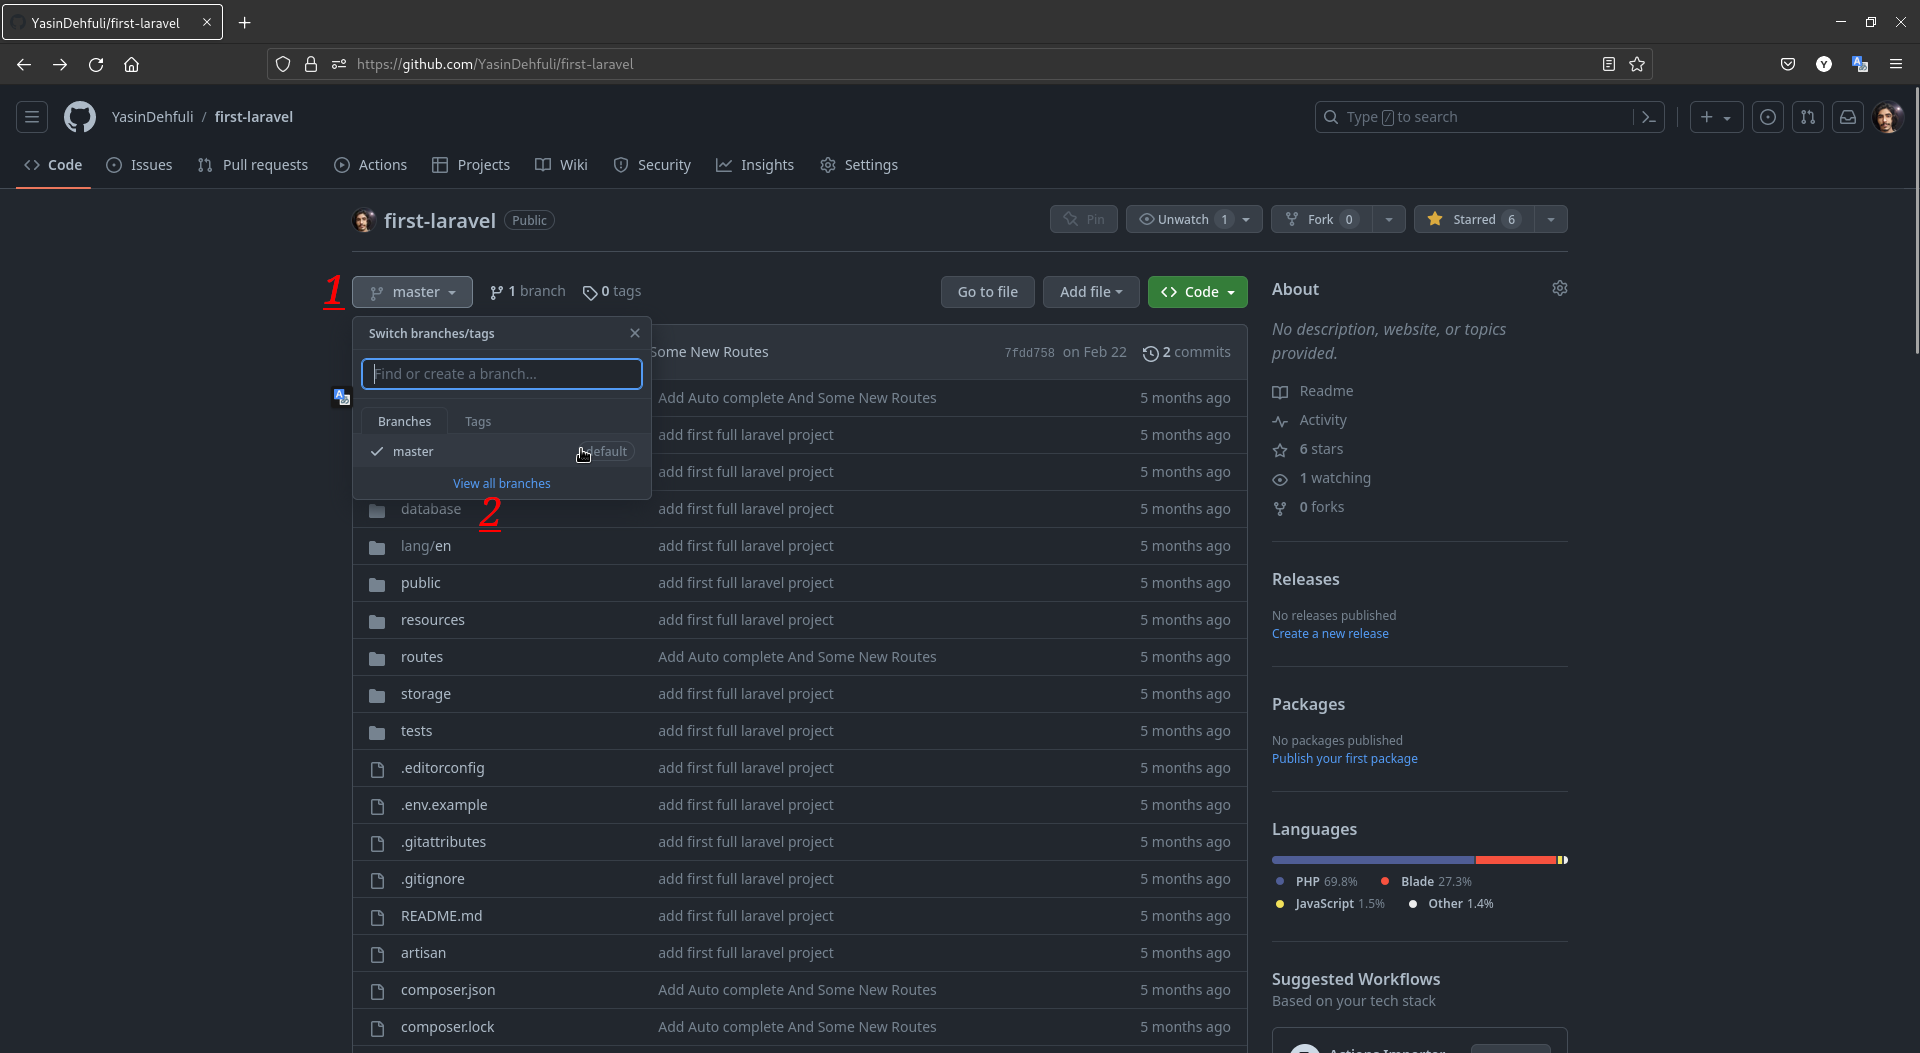 YasinDehfuli/first-laravel
https://github.com/YasinDehfuli/first-laravel
YasinDehfuli / first-laravel
Type / to search
Code Issues Pull requests Actions Projects Wiki Security Insights Settings
first-laravel Public
Pin Unwatch 1 Fork 0 Starred 6
1 master 1 branch 0 tags Go to file Add file Code
Switch branches/tags
Find or create a branch...
Branches Tags
master default
View all branches
2
Some New Routes 7fdd758 on Feb 22 2 commits
Add Auto complete And Some New Routes 5 months ago
add first full laravel project 5 months ago
add first full laravel project 5 months ago
database add first full laravel project 5 months ago
lang/en add first full laravel project 5 months ago
public add first full laravel project 5 months ago
resources add first full laravel project 5 months ago
routes Add Auto complete And Some New Routes 5 months ago
storage add first full laravel project 5 months ago
tests add first full laravel project 5 months ago
.editorconfig add first full laravel project 5 months ago
.env.example add first full laravel project 5 months ago
.gitattributes add first full laravel project 5 months ago
.gitignore add first full laravel project 5 months ago
README.md add first full laravel project 5 months ago
artisan add first full laravel project 5 months ago
composer.json Add Auto complete And Some New Routes 5 months ago
composer.lock Add Auto complete And Some New Routes 5 months ago
About
No description, website, or topics
provided.
Readme
Activity
6 stars
1 watching
0 forks
Releases
No releases published
Create a new release
Packages
No packages published
Publish your first package
Languages
PHP 69.8% Blade 27.3%
JavaScript 1.5% Other 1.4%
Suggested Workflows
Based on your tech stack
Actions Importer